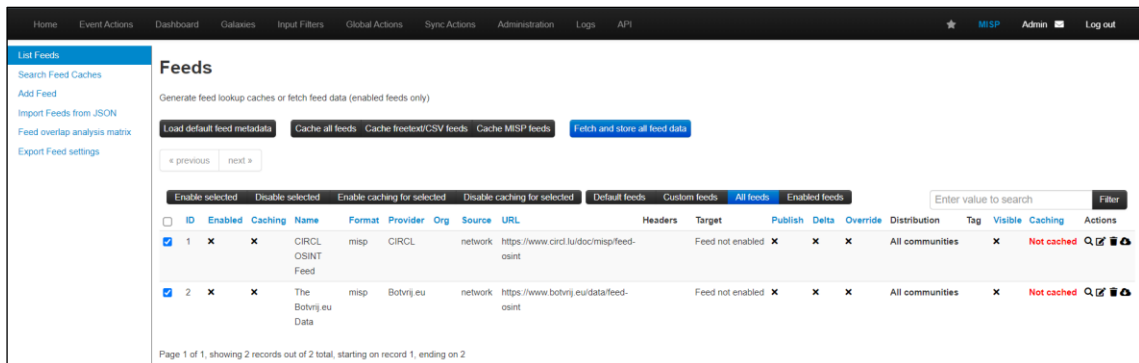 Home Event Actions Dashboard Galaxies Input Filters Global Actions Sync Actions Administration Logs API MISP Admin Log out
List Feeds
Search Feed Caches
Add Feed
Import Feeds from JSON
Feed overlap analysis matrix
Export Feed settings
Feeds
Generate feed lookup caches or fetch feed data (enabled feeds only)
Load default feed metadata Cache all feeds Cache freetext/CSV feeds Cache MISP feeds Fetch and store all feed data
« previous next »
Enable selected Disable selected Enable caching for selected Disable caching for selected Default feeds Custom feeds All feeds Enabled feeds Enter value to search Filter
ID Enabled Caching Name Format Provider Org Source URL Headers Target Publish Delta Override Distribution Tag Visible Caching Actions
1 CIRCL misp CIRCL network https://www.circl.lu/doc/misp/feed- Feed not enabled All communities Not cached
OSINT osint
Feed
2 The misp Botvrij.eu network https://www.botvrij.eu/data/feed- Feed not enabled All communities Not cached
Botvrij.eu osint
Data
Page 1 of 1, showing 2 records out of 2 total, starting on record 1, ending on 2